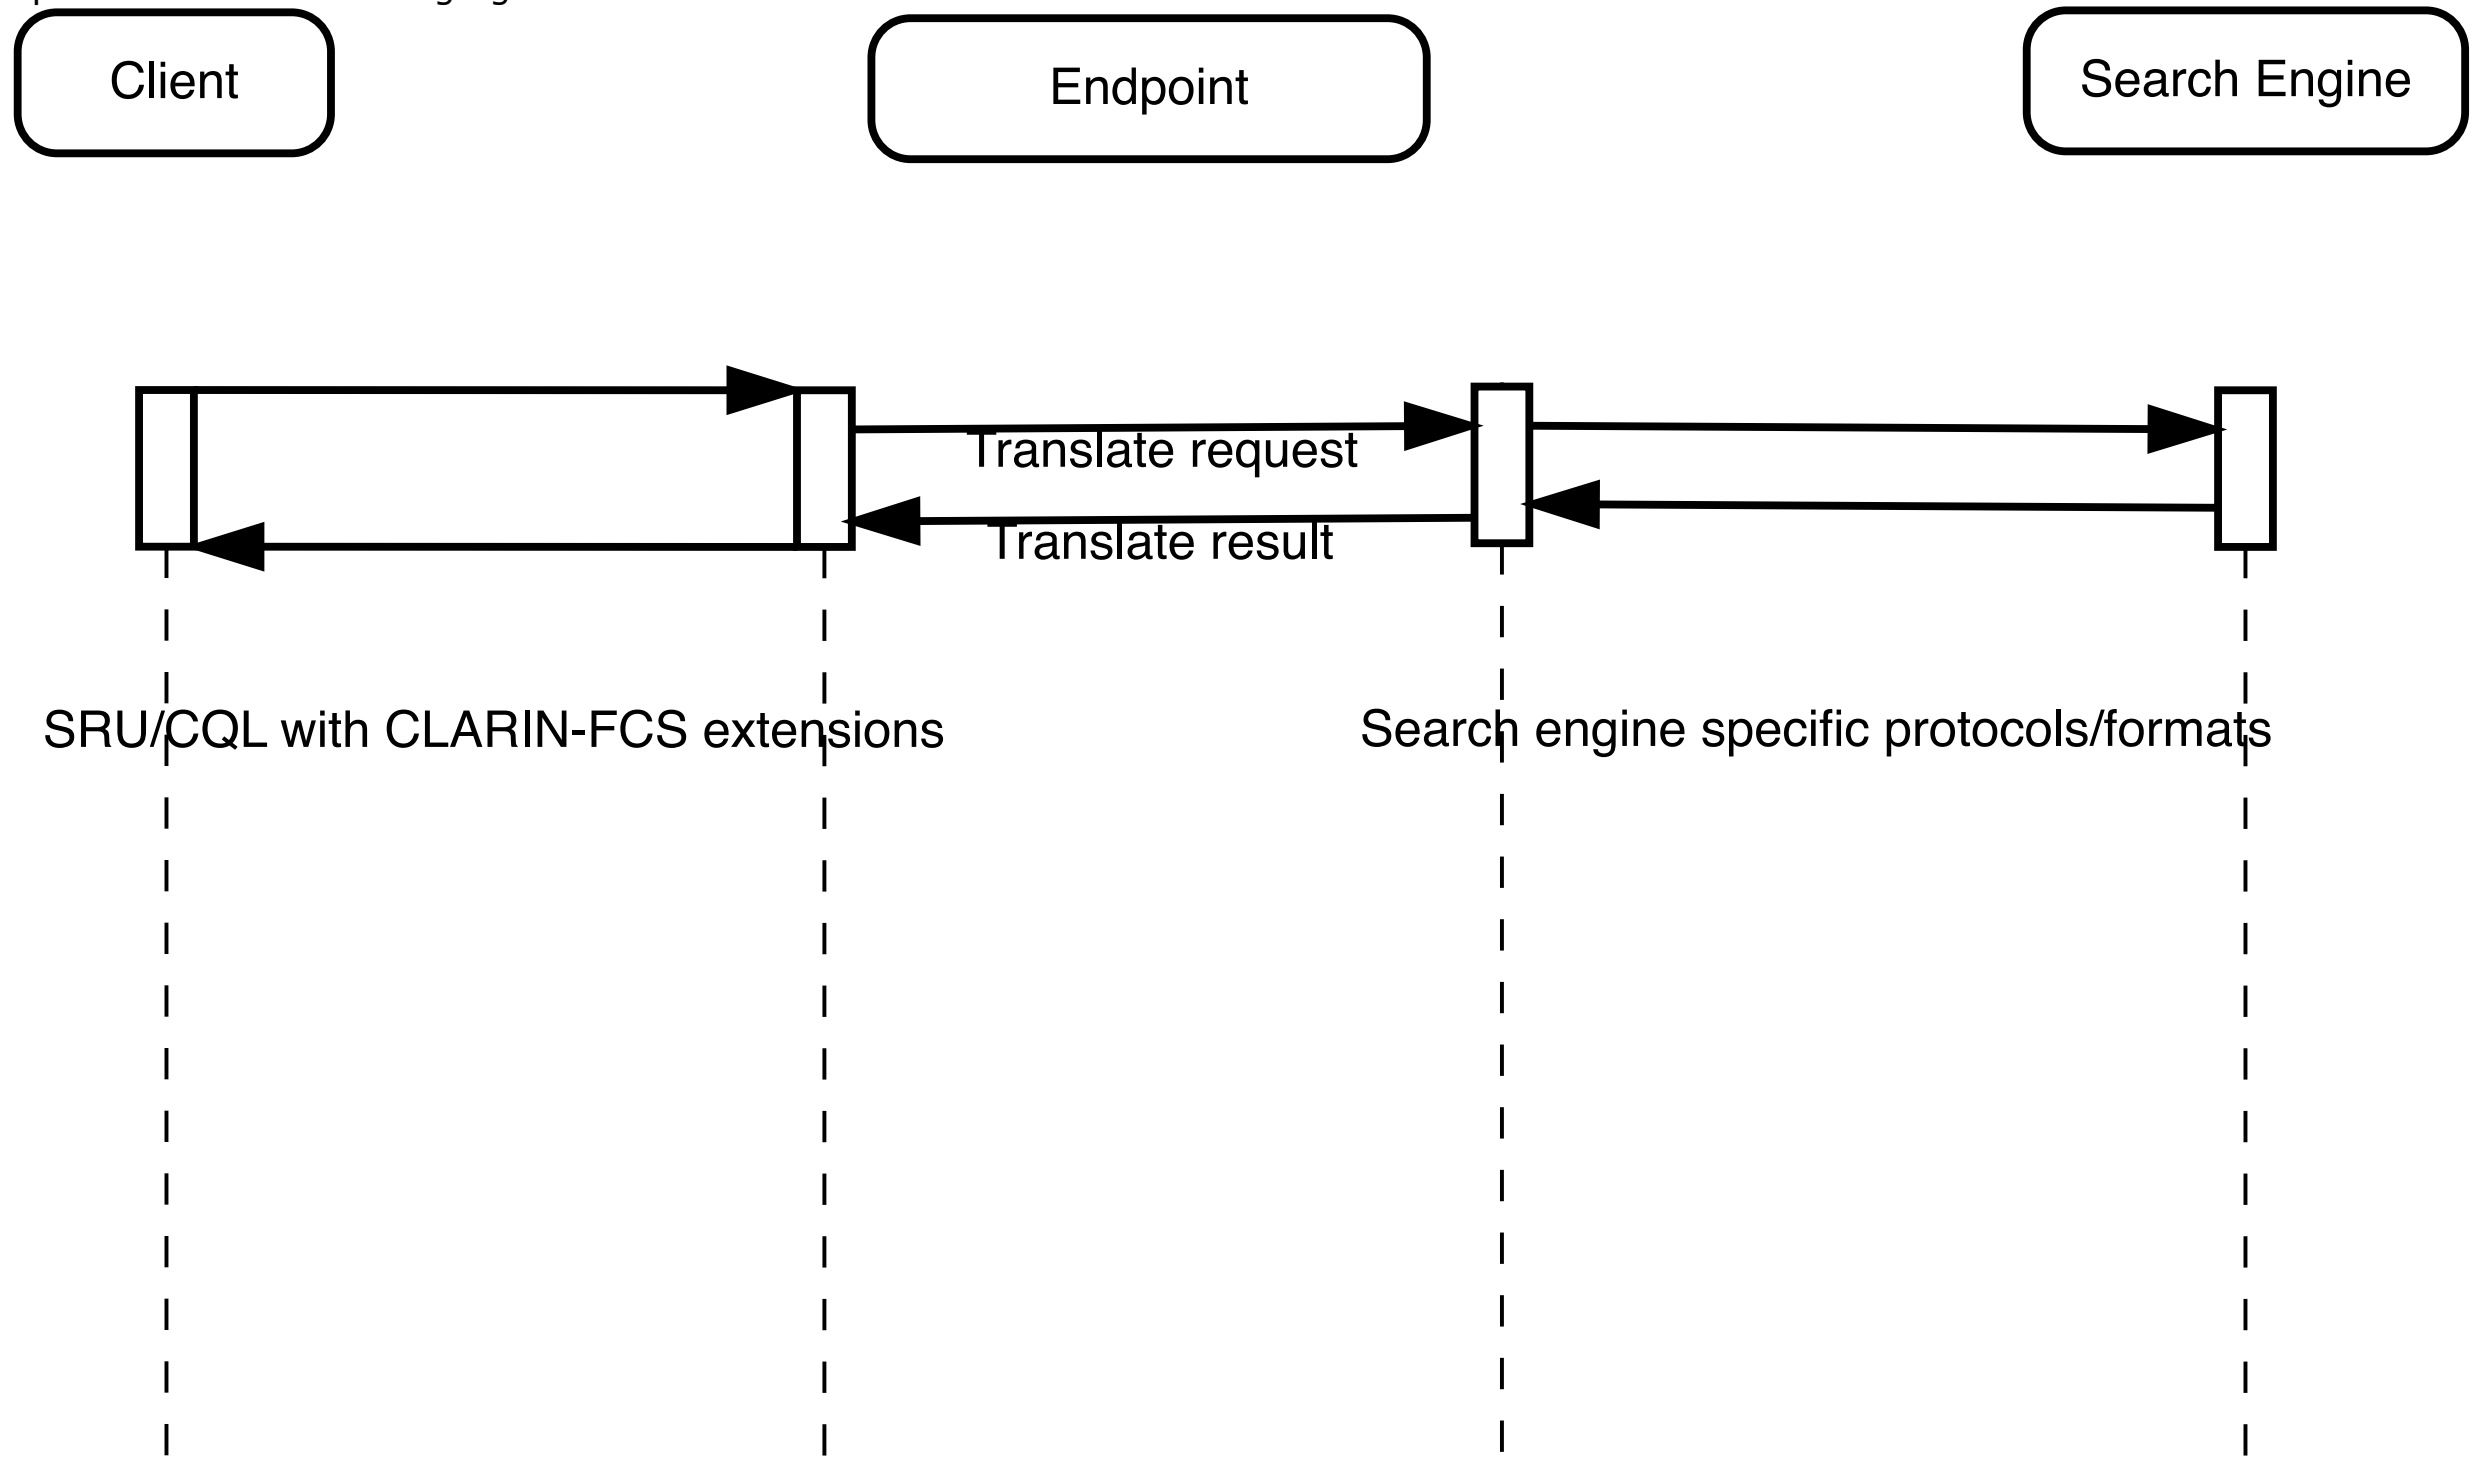 Client
Endpoint
Search Engine
Translate request
Translate result
SRU/CQL with CLARIN-FCS extensions
Search engine specific protocols/formats